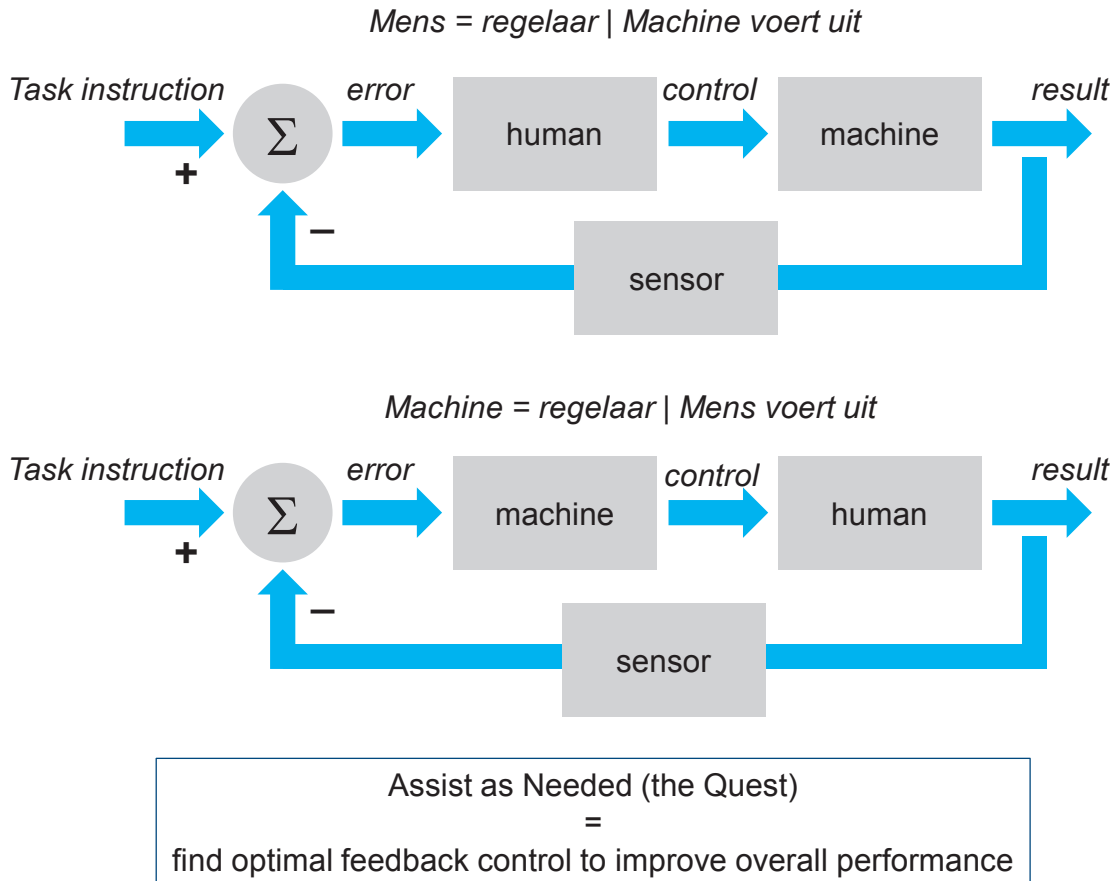 Mens = regelaar | Machine voert uit
Task instruction
error
control
result
Σ
human
machine
+
–
sensor
Machine = regelaar | Mens voert uit
Task instruction
error
control
result
Σ
machine
human
+
–
sensor
Assist as Needed (the Quest)
=
find optimal feedback control to improve overall performance